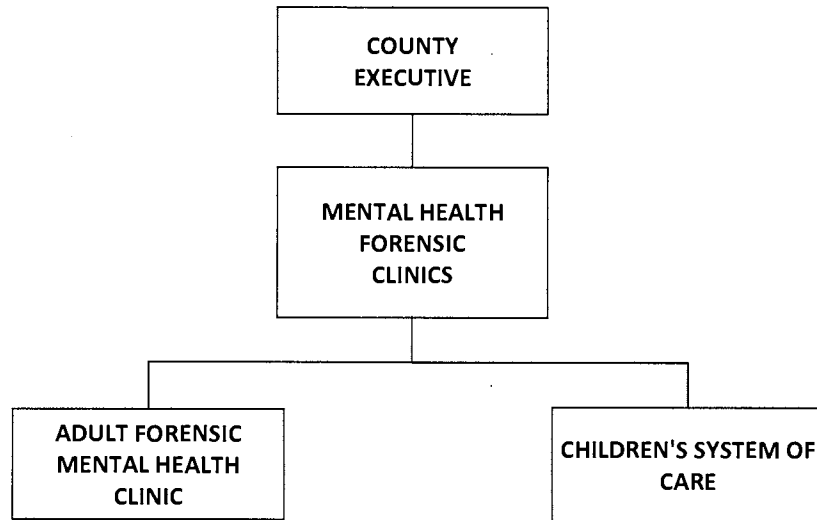 COUNTY
EXECUTIVE
MENTAL HEALTH
FORENSIC
CLINICS
ADULT FORENSIC
MENTAL HEALTH
CLINIC
CHILDREN'S SYSTEM OF
CARE